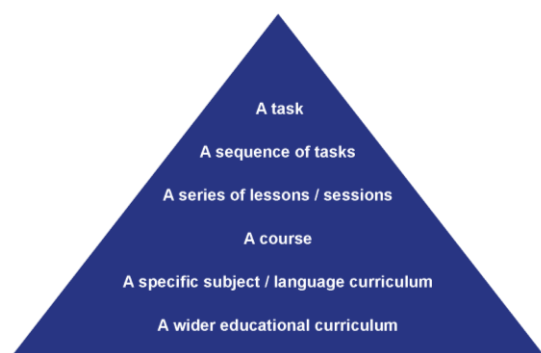 A task
A sequence of tasks
A series of lessons / sessions
A course
A specific subject / language curriculum
A wider educational curriculum